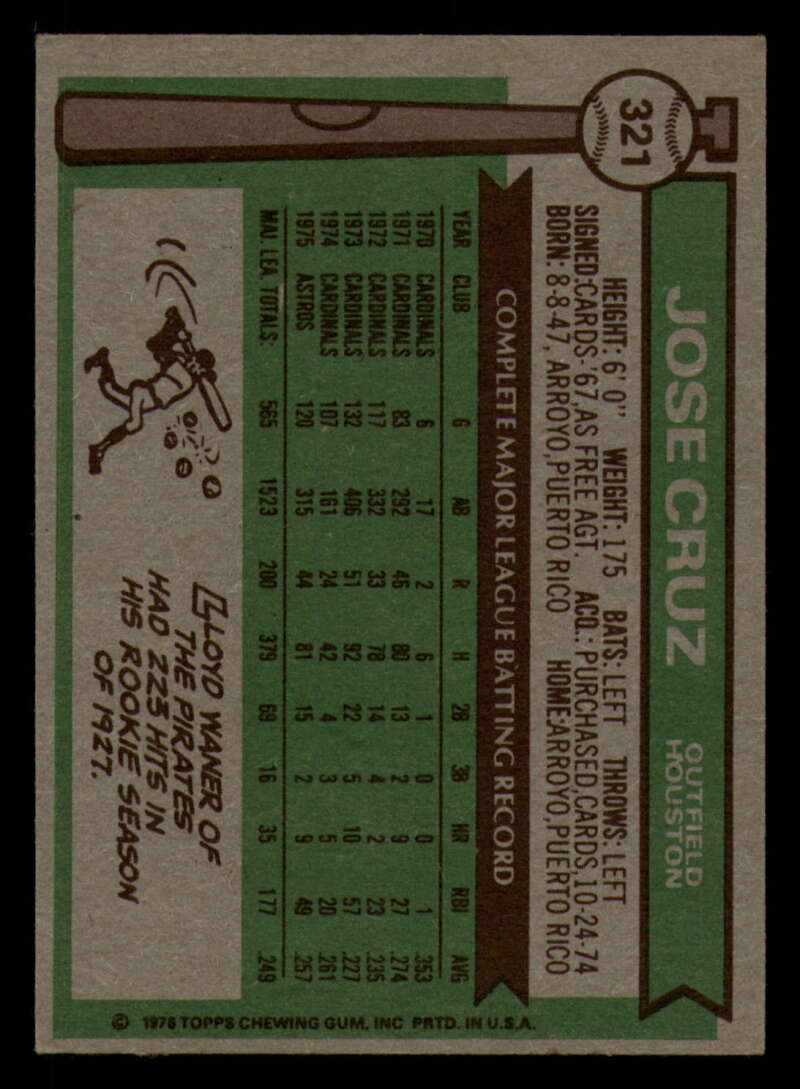 321
JOSE CRUZ
OUTFIELD
HOUSTON
HEIGHT: 6' 0" WEIGHT: 175 BATS: LEFT THROWS: LEFT
SIGNED: CARDS-'67, AS FREE AGT. ACQ.: PURCHASED, CARDS, 10-24-74
BORN: 8-8-47, ARROYO, PUERTO RICO HOME: ARROYO, PUERTO RICO
COMPLETE MAJOR LEAGUE BATTING RECORD
YEAR CLUB G AB R H 2B 3B HR RBI AVG
1970 CARDINALS 6 17 2 6 1 0 0 1 .353
1971 CARDINALS 83 292 46 80 13 2 9 27 .274
1972 CARDINALS 117 332 33 78 14 4 2 23 .235
1973 CARDINALS 132 406 51 92 22 5 10 57 .227
1974 CARDINALS 107 161 24 42 4 3 5 20 .261
1975 ASTROS 120 315 44 81 15 2 9 49 .257
MAJ. LEA. TOTALS: 565 1523 200 379 69 16 35 177 .249
LLOYD WANER OF
THE PIRATES
HAD 223 HITS IN
HIS ROOKIE SEASON
OF 1927.
© 1976 TOPPS CHEWING GUM, INC PRTD. IN U.S.A.